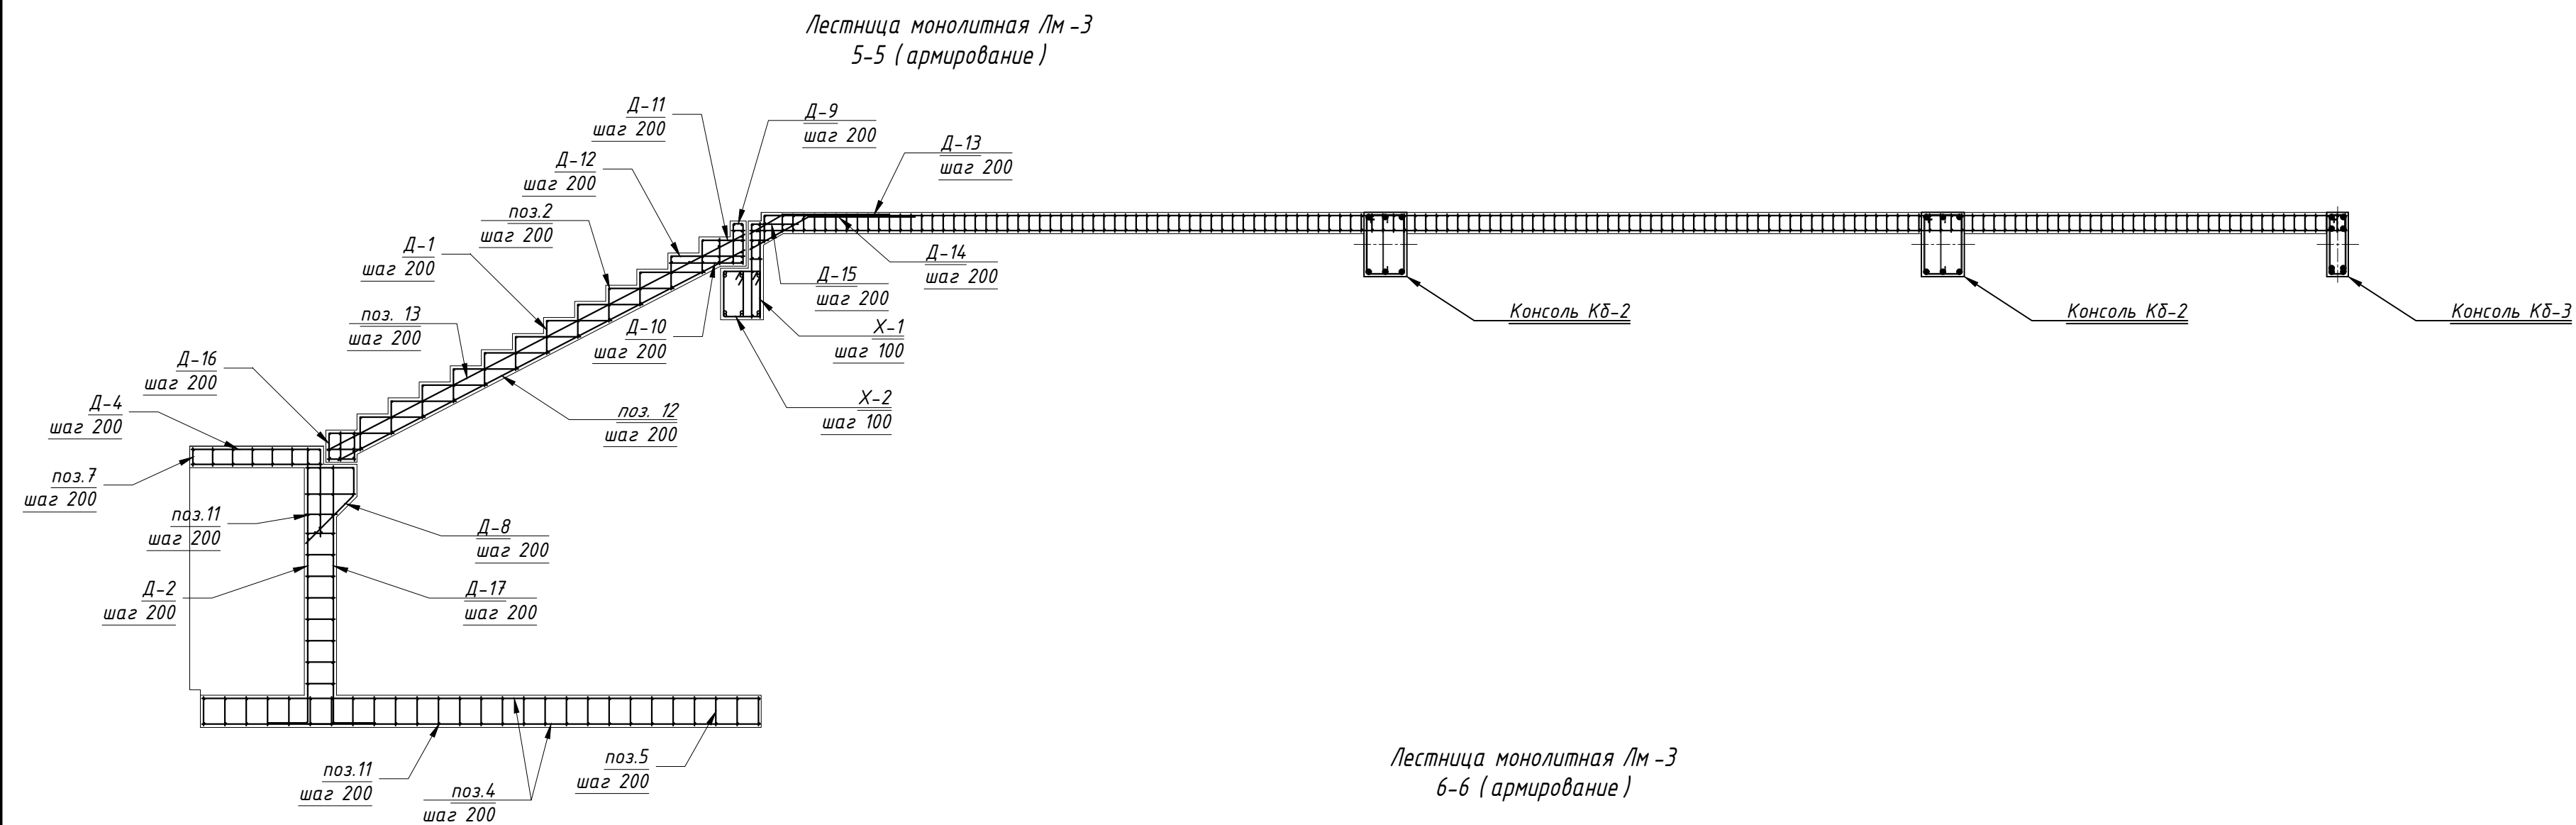 Лестница монолитная Лм-3
5-5 (армирование)
Д-11
шаг 200
Д-9
шаг 200
Д-13
шаг 200
Д-12
шаг 200
поз.2
шаг 200
Д-1
шаг 200
Д-14
шаг 200
Д-15
шаг 200
поз. 13
шаг 200
Д-10
шаг 200
Х-1
шаг 100
Консоль Кб-2
Консоль Кб-2
Консоль Кб-3
Д-16
шаг 200
Х-2
шаг 100
Д-4
шаг 200
поз. 12
шаг 200
поз.7
шаг 200
поз.11
шаг 200
Д-8
шаг 200
Д-2
шаг 200
Д-17
шаг 200
поз.5
шаг 200
поз.11
шаг 200
поз.4
шаг 200
Лестница монолитная Лм-3
6-6 (армирование)